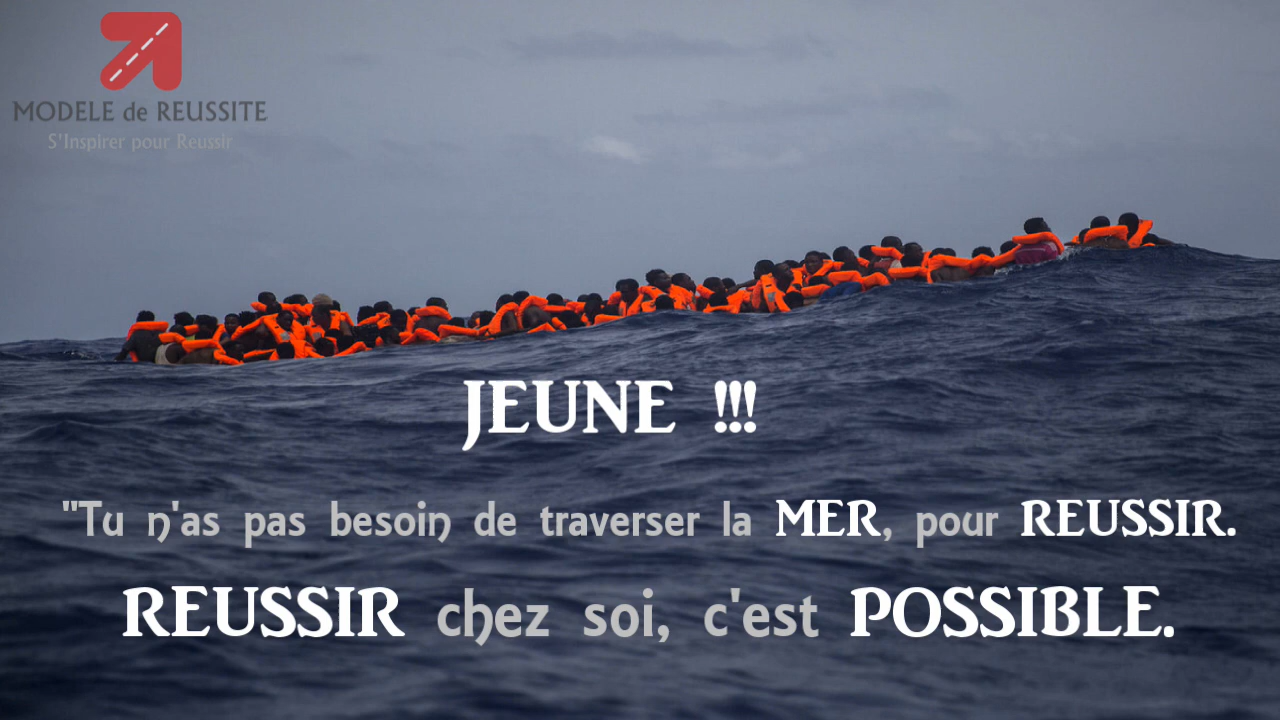 MODELE de REUSSITE
S'Inspirer pour Reussir
JEUNE !!!
"Tu n'as pas besoin de traverser la MER, pour REUSSIR.
REUSSIR chez soi, c'est POSSIBLE.